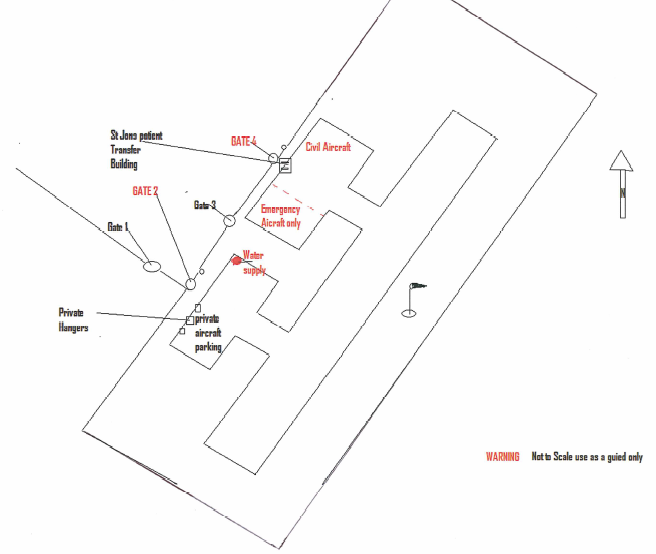 St Jons patient
Transfer
Building
GATE 4
Civil Aircraft
GATE 2
Gate 3
Emergency
Aicraft only
Gate 1
Water
supply
Private
Hangers
private
aircraft
parking
N
WARNING Not to Scale use as a guied only